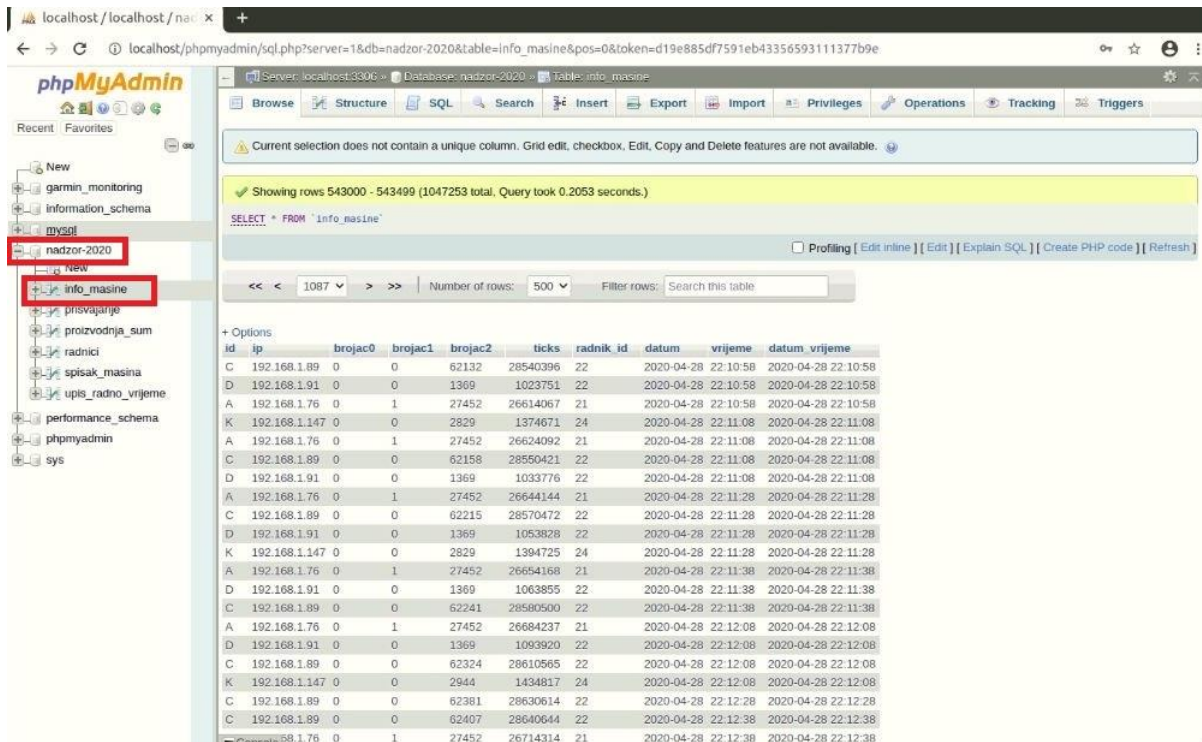 localhost / localhost / nad × +
localhost/phpmyadmin/sql.php?server=1&db=nadzor-2020&table=info_masine&pos=0&token=d19e885df7591eb43356593111377b9e
phpMyAdmin
Recent Favorites
New
garmin_monitoring
information_schema
mysql
nadzor-2020
New
info_masine
prisvajanje
proizvodnja_sum
radnici
spisak_masina
upis_radno_vrijeme
performance_schema
phpmyadmin
sys
Server: localhost:3306 » Database: nadzor-2020 » Table: info_masine
Browse Structure SQL Search Insert Export Import Privileges Operations Tracking Triggers
Current selection does not contain a unique column. Grid edit, checkbox, Edit, Copy and Delete features are not available.
Showing rows 543000 - 543499 (1047253 total, Query took 0.2053 seconds.)
SELECT * FROM `info_masine`
Profiling [ Edit inline ] [ Edit ] [ Explain SQL ] [ Create PHP code ] [ Refresh ]
<< < 1087 > >> Number of rows: 500 Filter rows: Search this table
+ Options
id ip brojac0 brojac1 brojac2 ticks radnik_id datum vrijeme datum_vrijeme
C 192.168.1.89 0 0 62132 28540396 22 2020-04-28 22:10:58 2020-04-28 22:10:58
D 192.168.1.91 0 0 1369 1023751 22 2020-04-28 22:10:58 2020-04-28 22:10:58
A 192.168.1.76 0 1 27452 26614067 21 2020-04-28 22:10:58 2020-04-28 22:10:58
K 192.168.1.147 0 0 2829 1374671 24 2020-04-28 22:11:08 2020-04-28 22:11:08
A 192.168.1.76 0 1 27452 26624092 21 2020-04-28 22:11:08 2020-04-28 22:11:08
C 192.168.1.89 0 0 62158 28550421 22 2020-04-28 22:11:08 2020-04-28 22:11:08
D 192.168.1.91 0 0 1369 1033776 22 2020-04-28 22:11:08 2020-04-28 22:11:08
A 192.168.1.76 0 1 27452 26644144 21 2020-04-28 22:11:28 2020-04-28 22:11:28
C 192.168.1.89 0 0 62215 28570472 22 2020-04-28 22:11:28 2020-04-28 22:11:28
D 192.168.1.91 0 0 1369 1053828 22 2020-04-28 22:11:28 2020-04-28 22:11:28
K 192.168.1.147 0 0 2829 1394725 24 2020-04-28 22:11:28 2020-04-28 22:11:28
A 192.168.1.76 0 1 27452 26654168 21 2020-04-28 22:11:38 2020-04-28 22:11:38
D 192.168.1.91 0 0 1369 1063855 22 2020-04-28 22:11:38 2020-04-28 22:11:38
C 192.168.1.89 0 0 62241 28580500 22 2020-04-28 22:11:38 2020-04-28 22:11:38
A 192.168.1.76 0 1 27452 26684237 21 2020-04-28 22:12:08 2020-04-28 22:12:08
D 192.168.1.91 0 0 1369 1093920 22 2020-04-28 22:12:08 2020-04-28 22:12:08
C 192.168.1.89 0 0 62324 28610565 22 2020-04-28 22:12:08 2020-04-28 22:12:08
K 192.168.1.147 0 0 2944 1434817 24 2020-04-28 22:12:08 2020-04-28 22:12:08
C 192.168.1.89 0 0 62381 28630614 22 2020-04-28 22:12:28 2020-04-28 22:12:28
C 192.168.1.89 0 0 62407 28640644 22 2020-04-28 22:12:38 2020-04-28 22:12:38
Console 58.1.76 0 1 27452 26714314 21 2020-04-28 22:12:38 2020-04-28 22:12:38